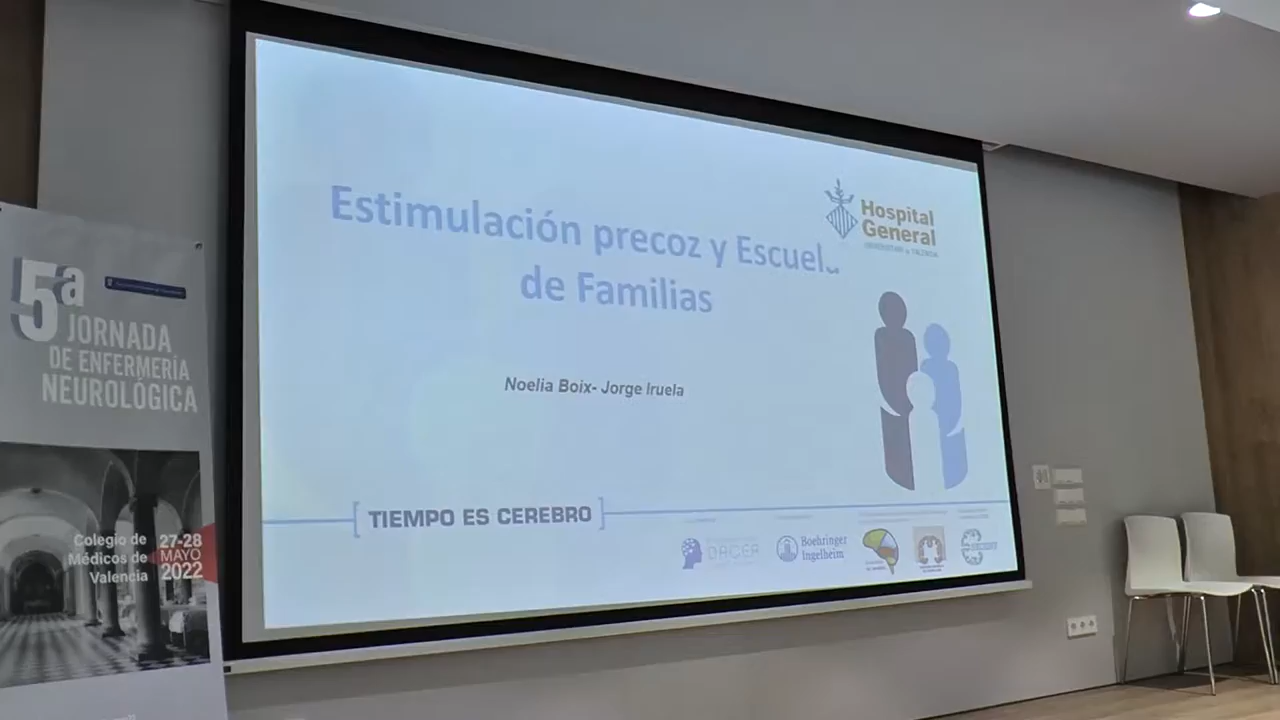 5ª
JORNADA
DE ENFERMERÍA
NEUROLÓGICA
Colegio de
Médicos de
Valencia
27-28
MAYO
2022
Estimulación precoz y Escuel
de Familias
Hospital
General
Noelia Boix- Jorge Iruela
TIEMPO ES CEREBRO
DACER
Boehringer
Ingelheim